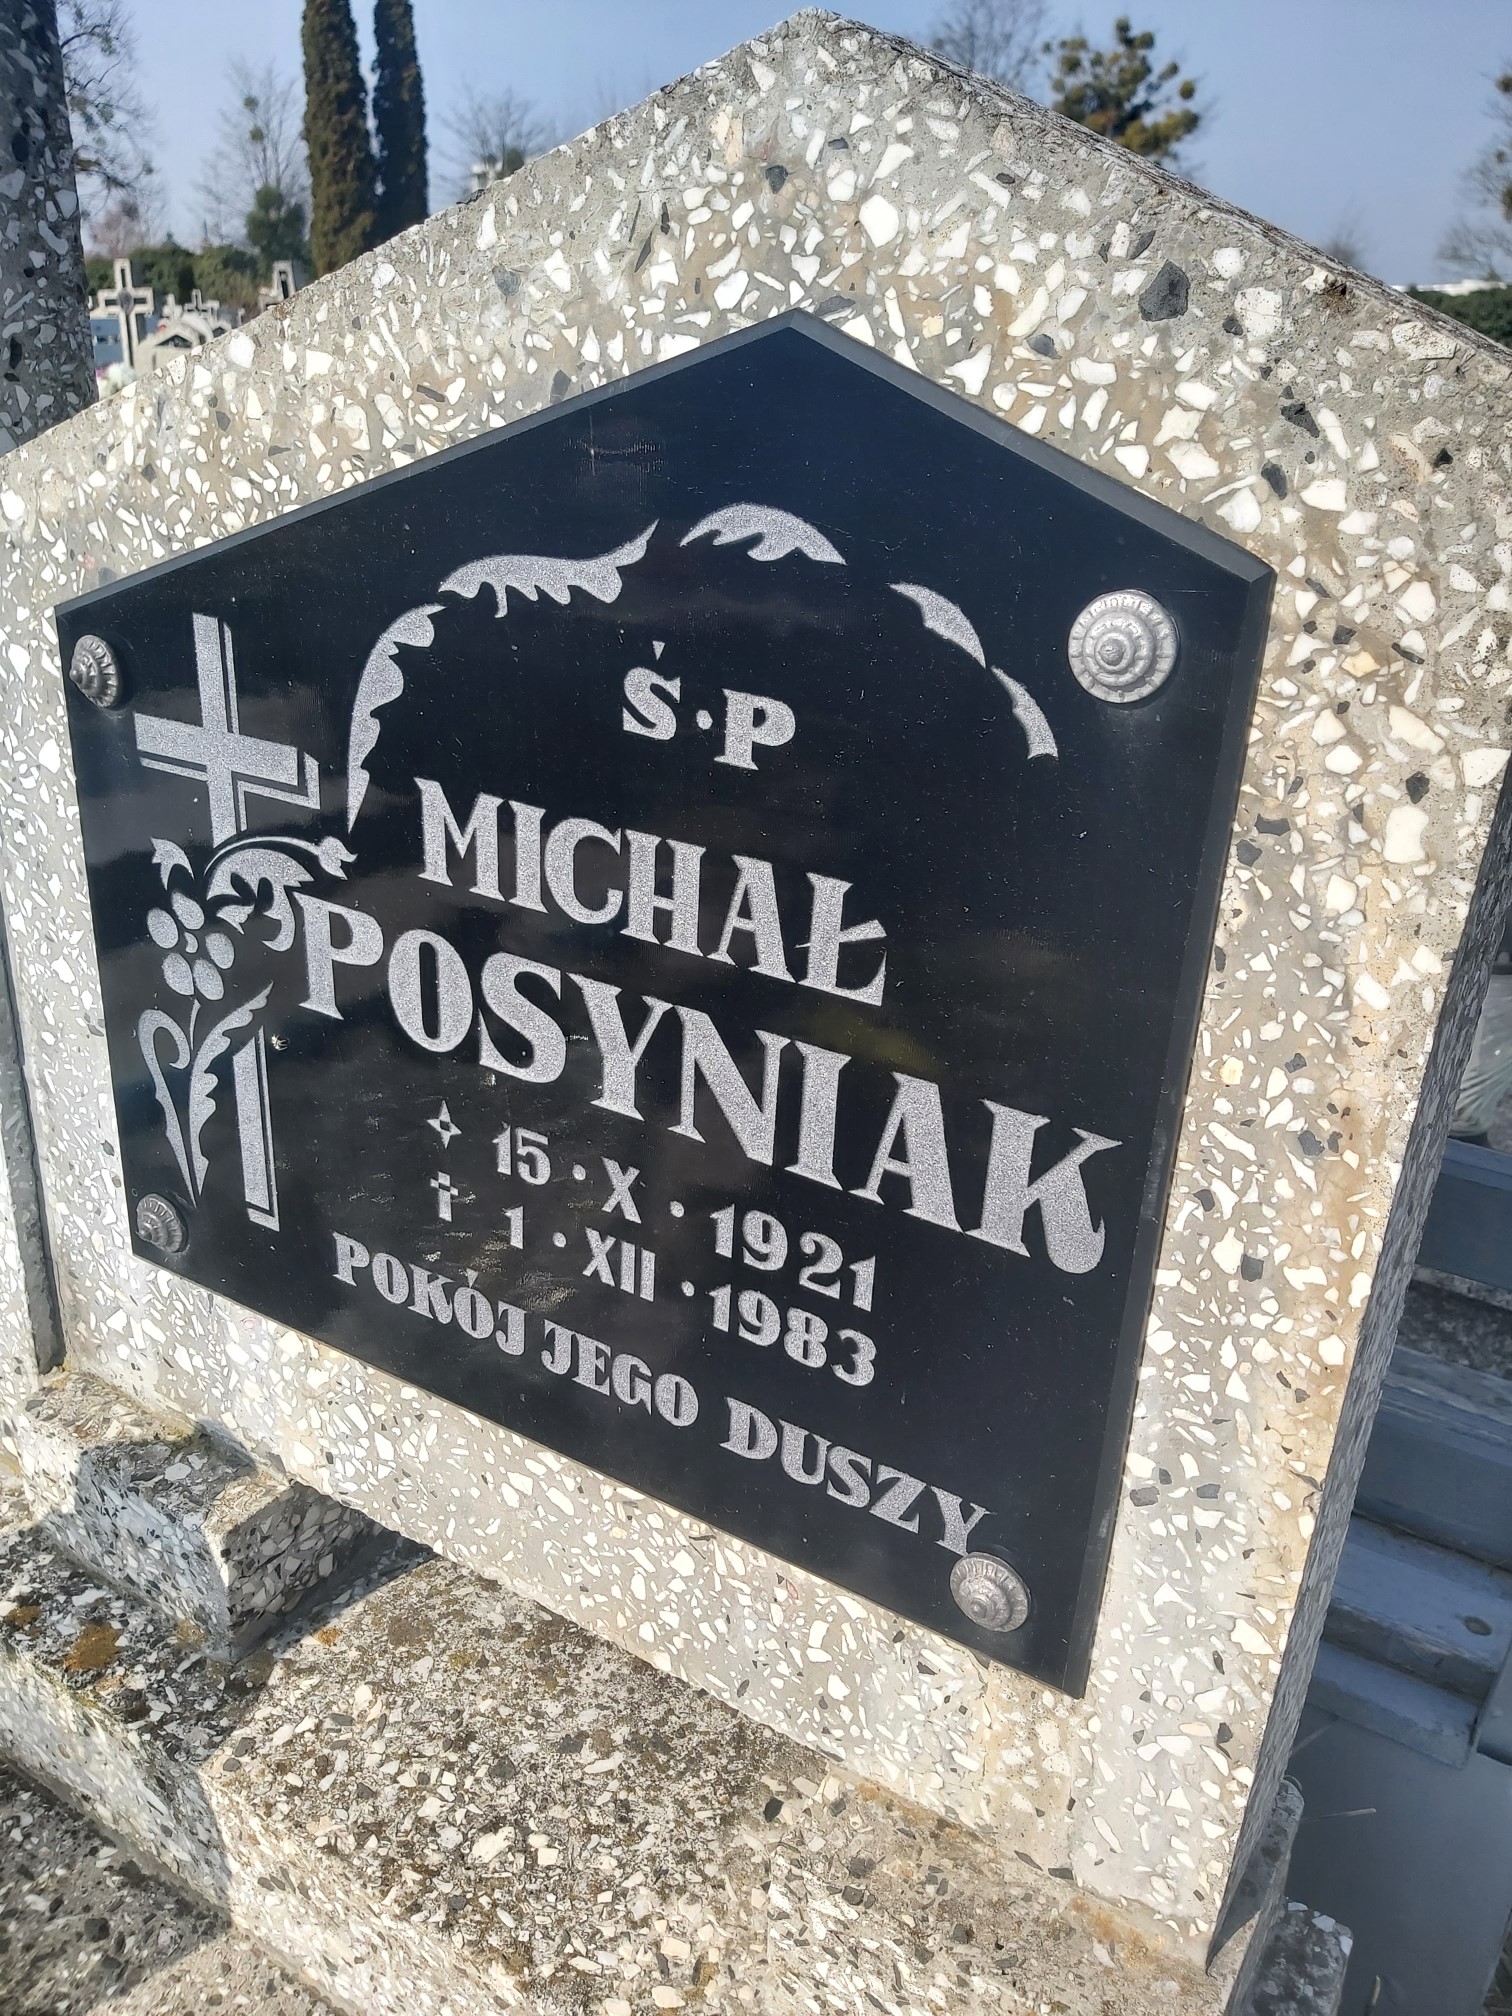 Ś·P
MICHAŁ
POSYNIAK
15·X·1921
† 1·XII·1983
POKÓJ JEGO DUSZY